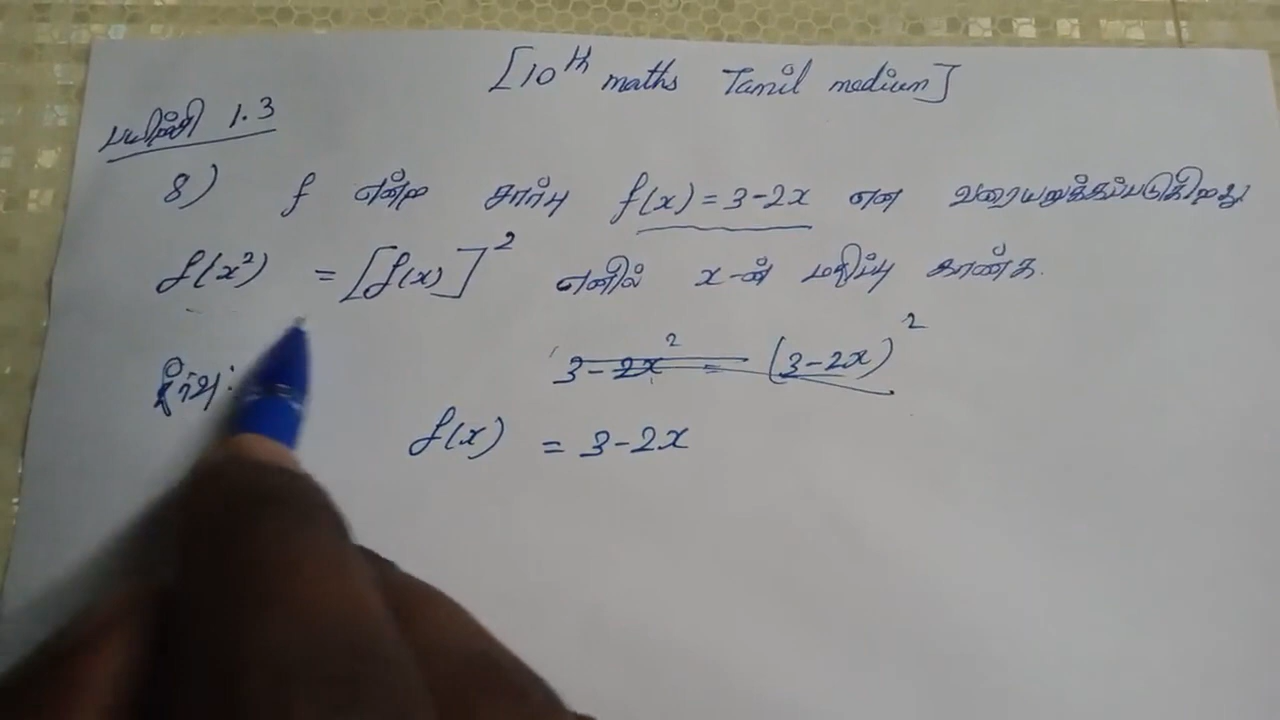 [10th maths Tamil medium]
பயிற்சி 1.3
8) f என்ற சார்பு f(x) = 3-2x என வரையறுக்கப்படுகிறது
f(x²) = [f(x)]² எனில் x-ன் மதிப்பு காண்க.
தீர்வு:
3-2x² = (3-2x)²
f(x) = 3-2x